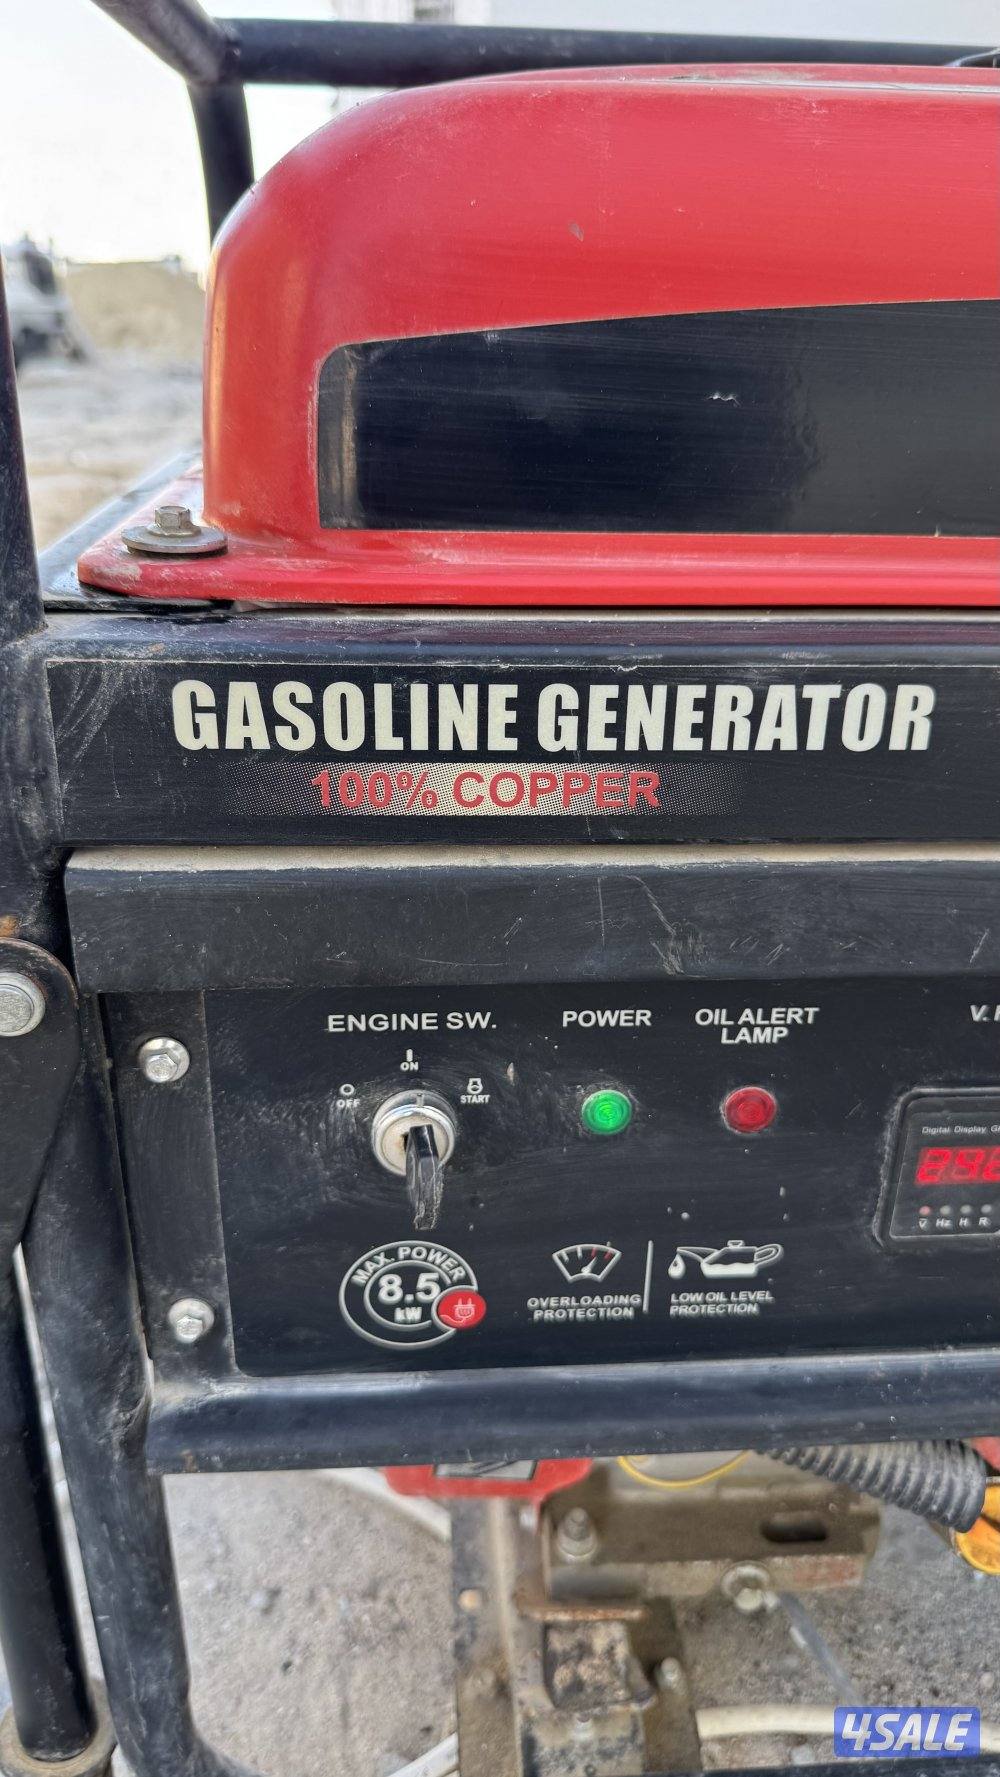 GASOLINE GENERATOR
100% COPPER
ENGINE SW.
POWER
OIL ALERT
LAMP
ON
OFF
START
Digital Display
V Hz H R
MAX. POWER
8.5
kW
OVERLOADING
PROTECTION
LOW OIL LEVEL
PROTECTION
4SALE